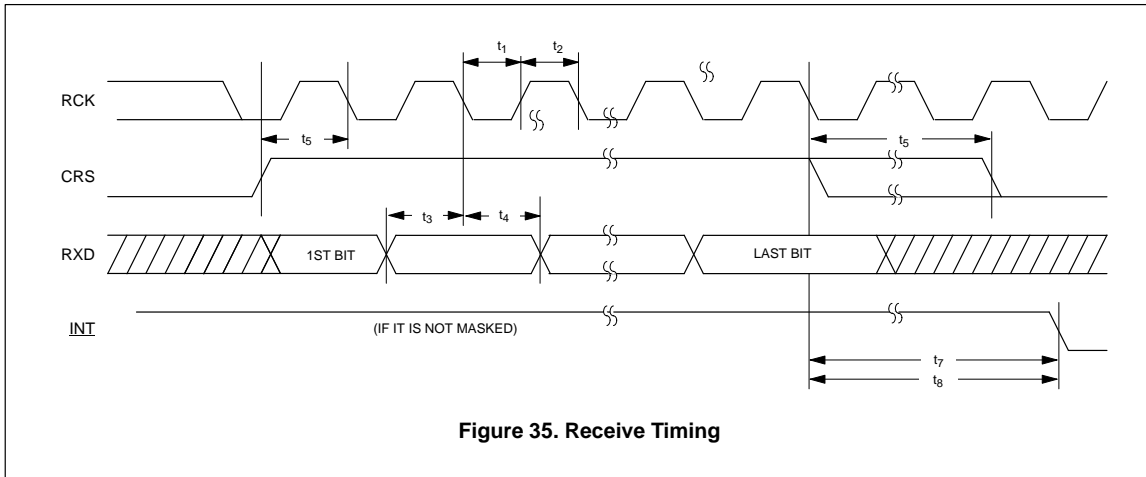 t1 t2
RCK
t5 t5
CRS
t3 t4
RXD 1ST BIT LAST BIT
INT (IF IT IS NOT MASKED)
t7
t8
Figure 35. Receive Timing